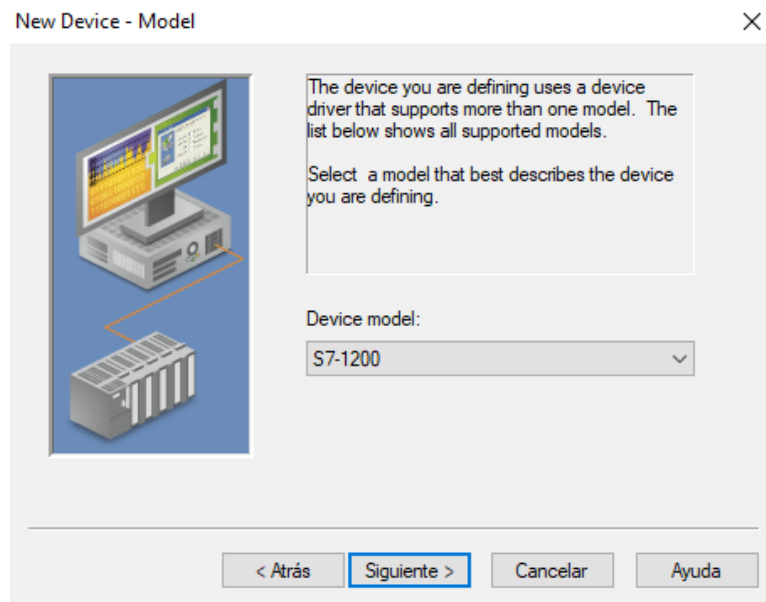 New Device - Model
The device you are defining uses a device
driver that supports more than one model.  The
list below shows all supported models.
Select  a model that best describes the device
you are defining.
Device model:
S7-1200
< Atrás
Siguiente >
Cancelar
Ayuda